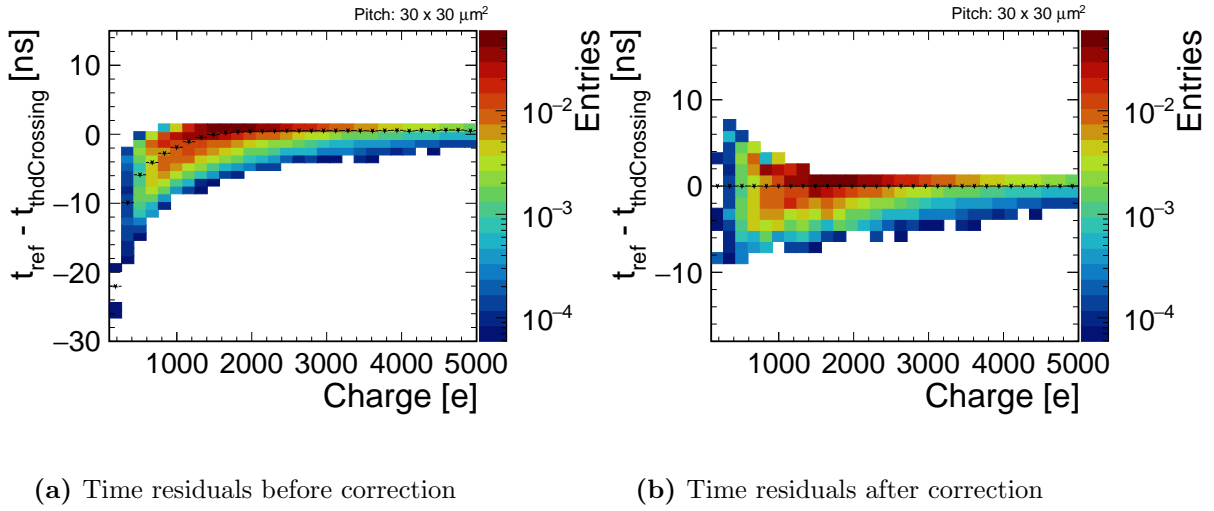 Pitch: 30 x 30 μm²
t_ref - t_thdCrossing [ns]
10
0
−10
−20
−30
1000 2000 3000 4000 5000
Charge [e]
Entries
10⁻²
10⁻³
10⁻⁴
(a) Time residuals before correction
Pitch: 30 x 30 μm²
t_ref - t_thdCrossing [ns]
10
0
−10
1000 2000 3000 4000 5000
Charge [e]
Entries
10⁻²
10⁻³
10⁻⁴
(b) Time residuals after correction